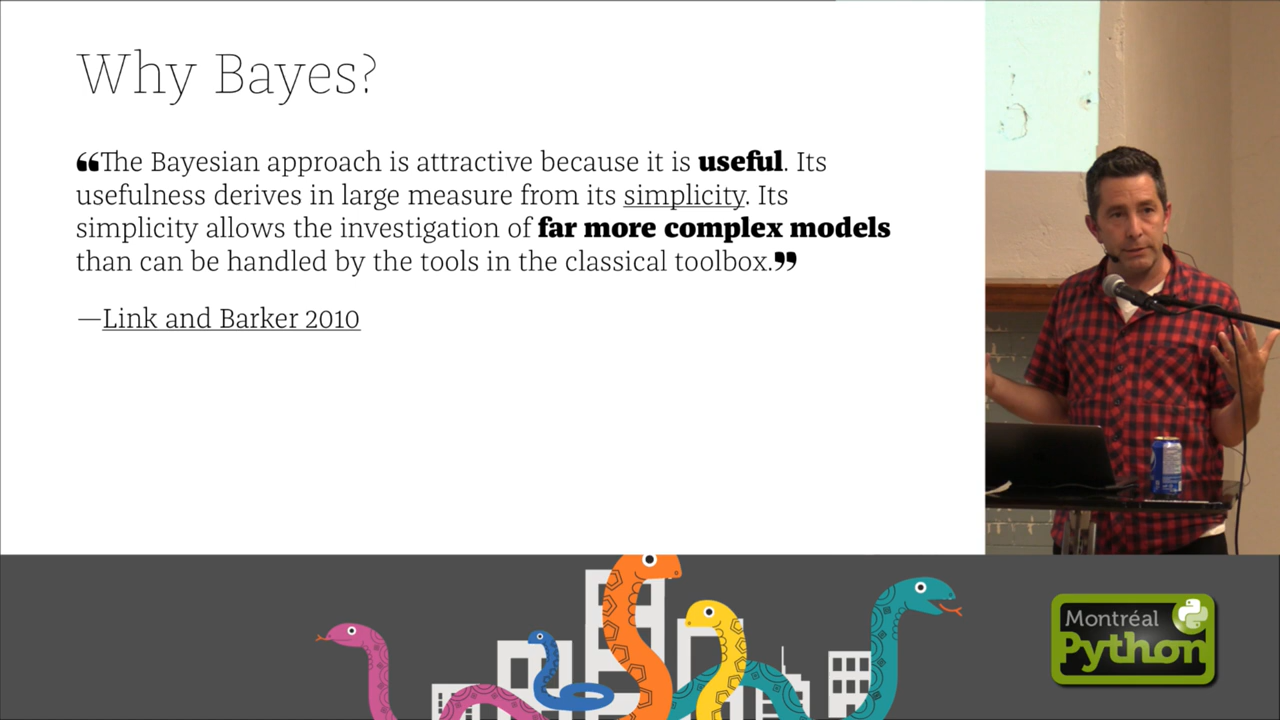 Why Bayes?
“The Bayesian approach is attractive because it is useful. Its
usefulness derives in large measure from its simplicity. Its
simplicity allows the investigation of far more complex models
than can be handled by the tools in the classical toolbox.”
—Link and Barker 2010
5
Montréal
Python